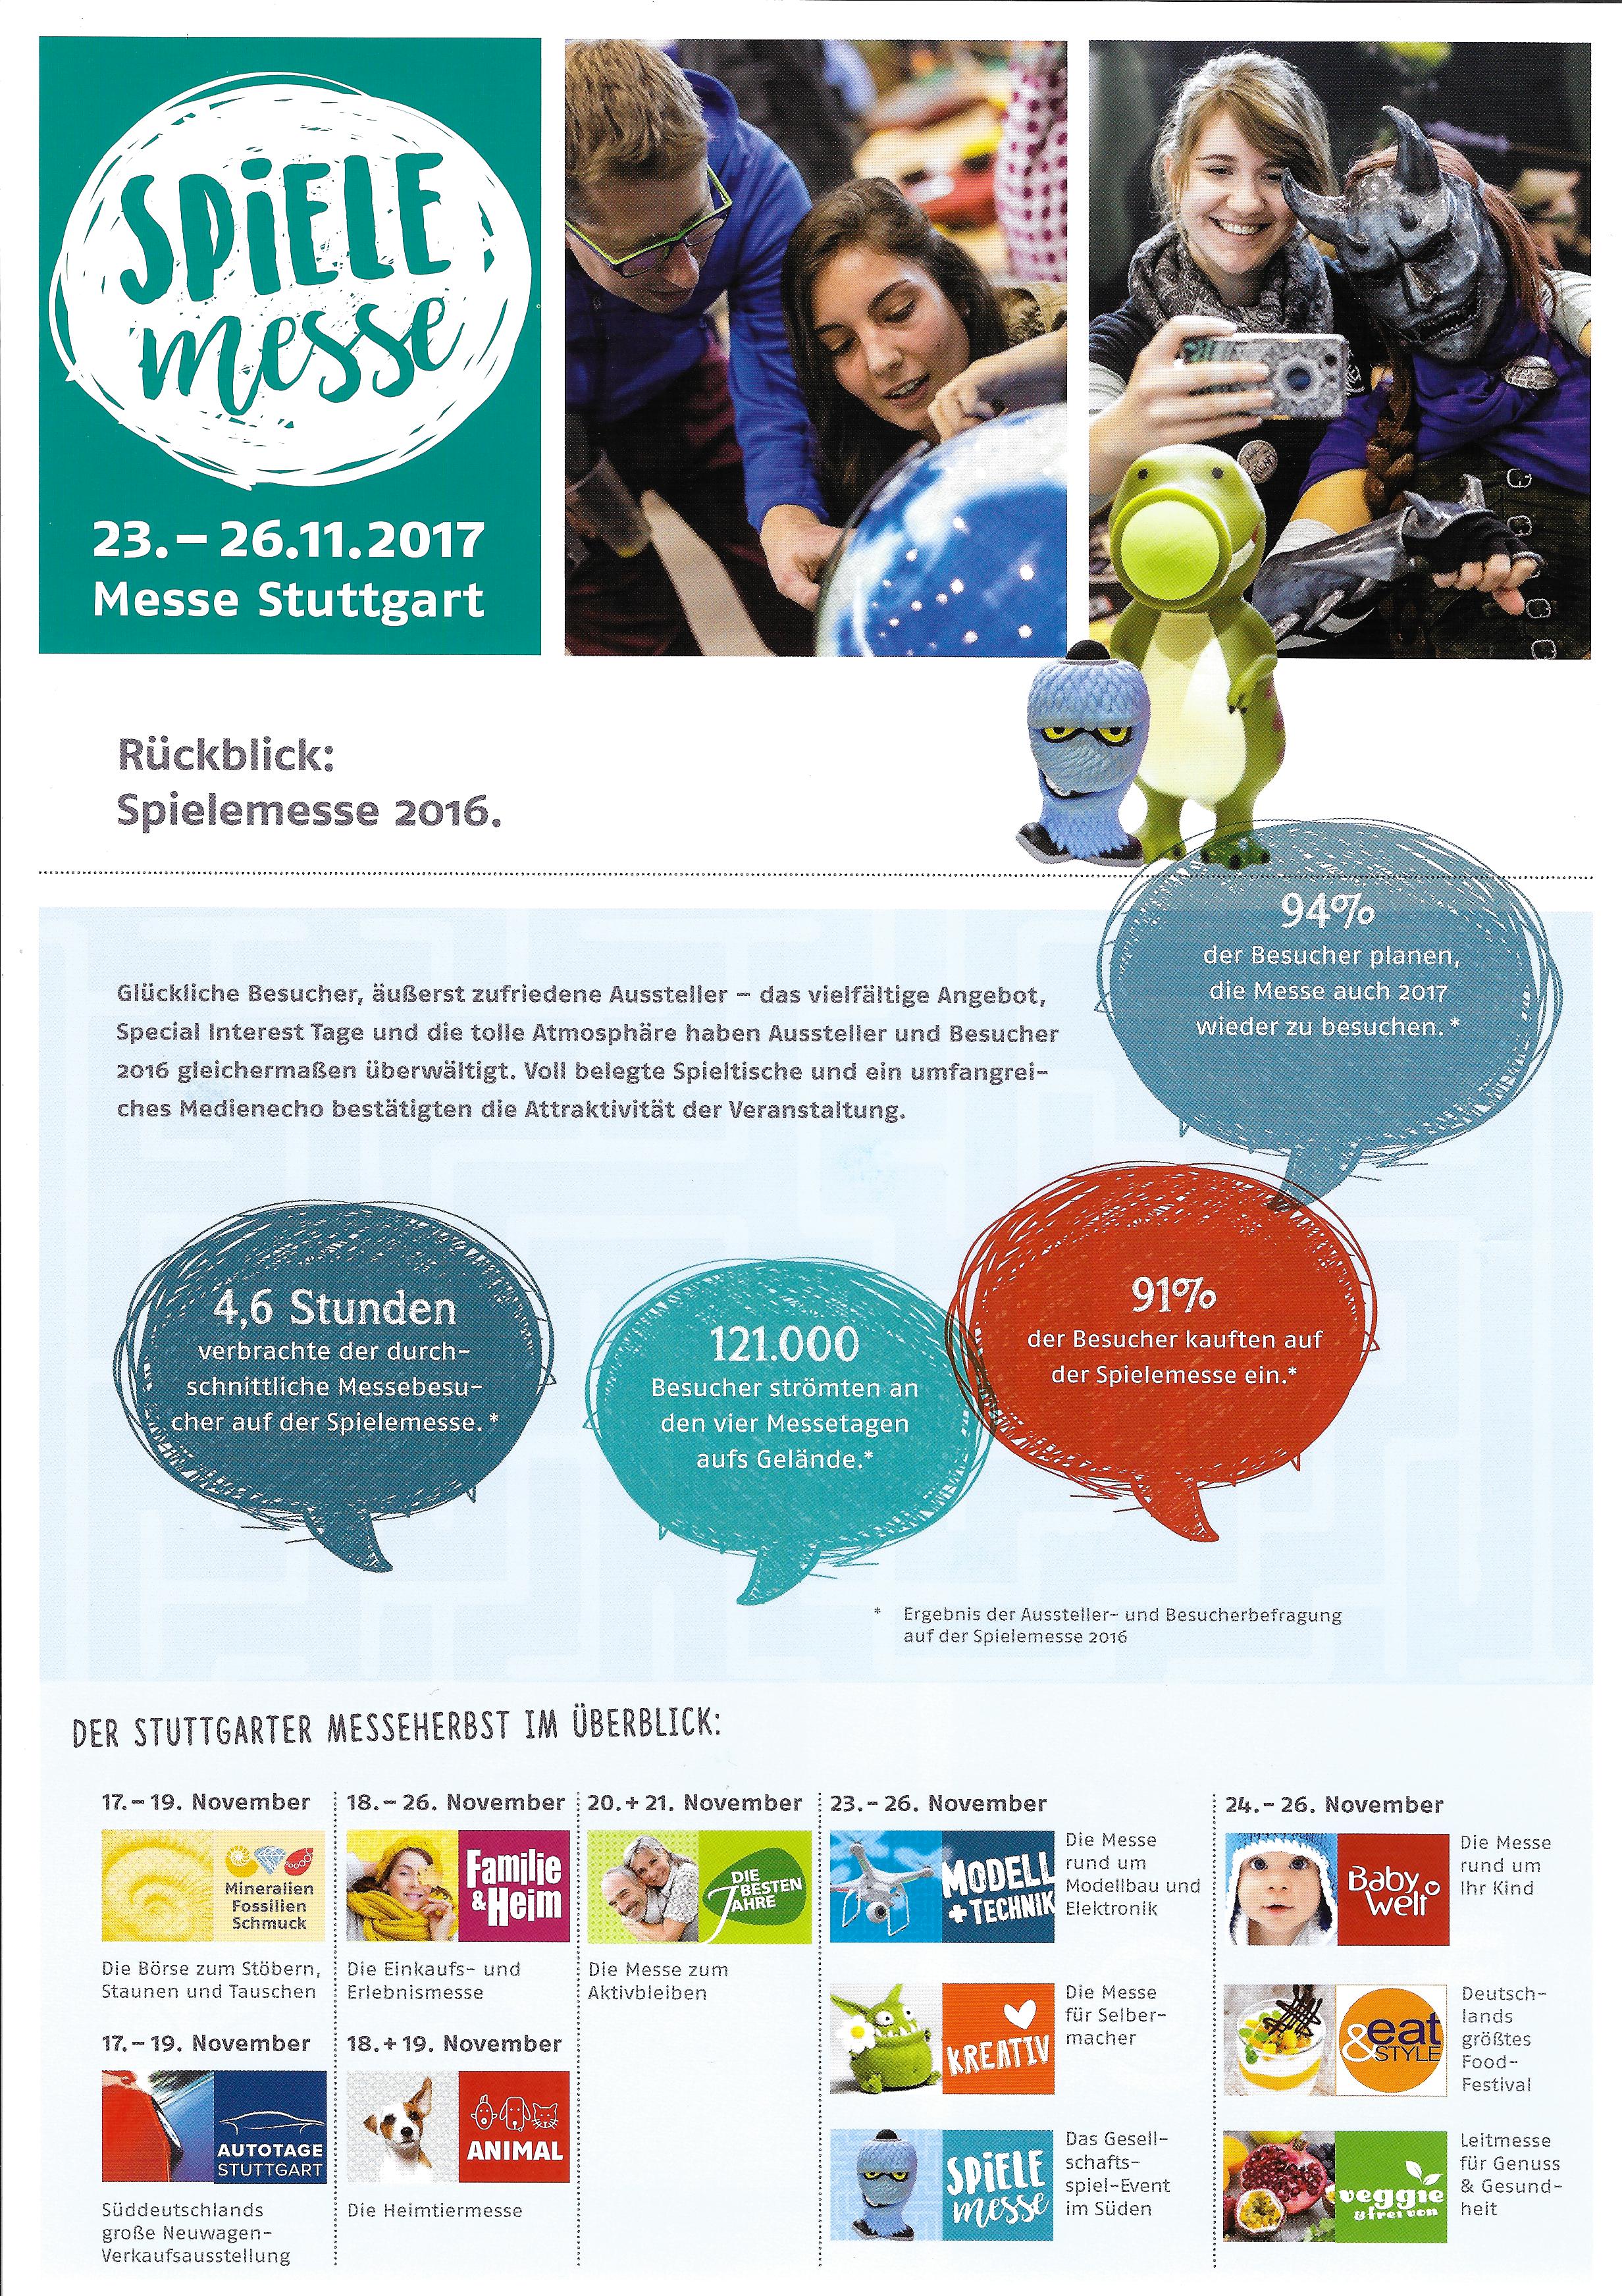 SPiELE
messe
23. – 26.11.2017
Messe Stuttgart
Rückblick:
Spielemesse 2016.
94%
der Besucher planen,
die Messe auch 2017
wieder zu besuchen. *
Glückliche Besucher, äußerst zufriedene Aussteller – das vielfältige Angebot,
Special Interest Tage und die tolle Atmosphäre haben Aussteller und Besucher
2016 gleichermaßen überwältigt. Voll belegte Spieltische und ein umfangrei-
ches Medienecho bestätigten die Attraktivität der Veranstaltung.
4,6 Stunden
verbrachte der durch-
schnittliche Messebesu-
cher auf der Spielemesse. *
121.000
Besucher strömten an
den vier Messetagen
aufs Gelände.*
91%
der Besucher kauften auf
der Spielemesse ein.*
* Ergebnis der Aussteller- und Besucherbefragung
auf der Spielemesse 2016
DER STUTTGARTER MESSEHERBST IM ÜBERBLICK:
17. – 19. November
Mineralien
Fossilien
Schmuck
Die Börse zum Stöbern,
Staunen und Tauschen
17. – 19. November
AUTOTAGE
STUTTGART
Süddeutschlands
große Neuwagen-
Verkaufsausstellung
18. – 26. November
Familie
& Heim
Die Einkaufs- und
Erlebnismesse
18. + 19. November
ANIMAL
Die Heimtiermesse
20. + 21. November
DIE
BESTEN
JAHRE
Die Messe zum
Aktivbleiben
23. – 26. November
MODELL
+ TECHNIK
Die Messe
rund um
Modellbau und
Elektronik
KREATIV
Die Messe
für Selber-
macher
SPiELE
messe
Das Gesell-
schafts-
spiel-Event
im Süden
24. – 26. November
Baby
welt
Die Messe
rund um
Ihr Kind
eat
& STYLE
Deutsch-
lands
größtes
Food-
Festival
veggie
& frei von
Leitmesse
für Genuss
& Gesund-
heit